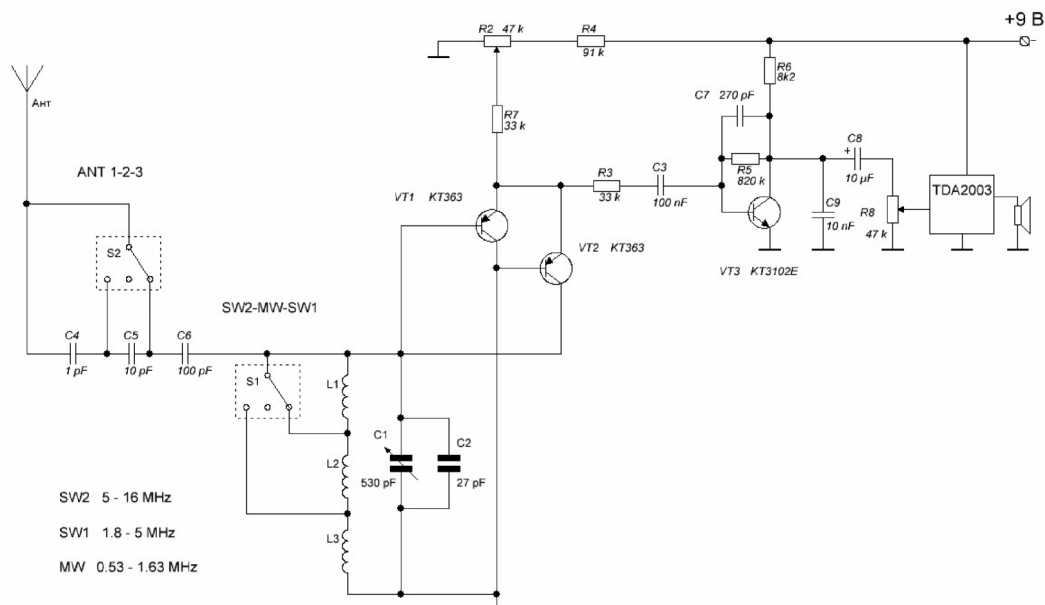 +9 В
R2 47 k
R4
91 k
R6
8k2
C7 270 pF
Ант
R7
33 k
ANT 1-2-3
R3
33 k
C3
100 nF
R5
820 k
C8
+
10 µF
TDA2003
VT1 KT363
C9
10 nF
R8
47 k
S2
VT2 KT363
VT3 KT3102E
SW2-MW-SW1
C4
1 pF
C5
10 pF
C6
100 pF
S1
L1
C1
530 pF
C2
27 pF
L2
L3
SW2 5 - 16 MHz
SW1 1.8 - 5 MHz
MW 0.53 - 1.63 MHz